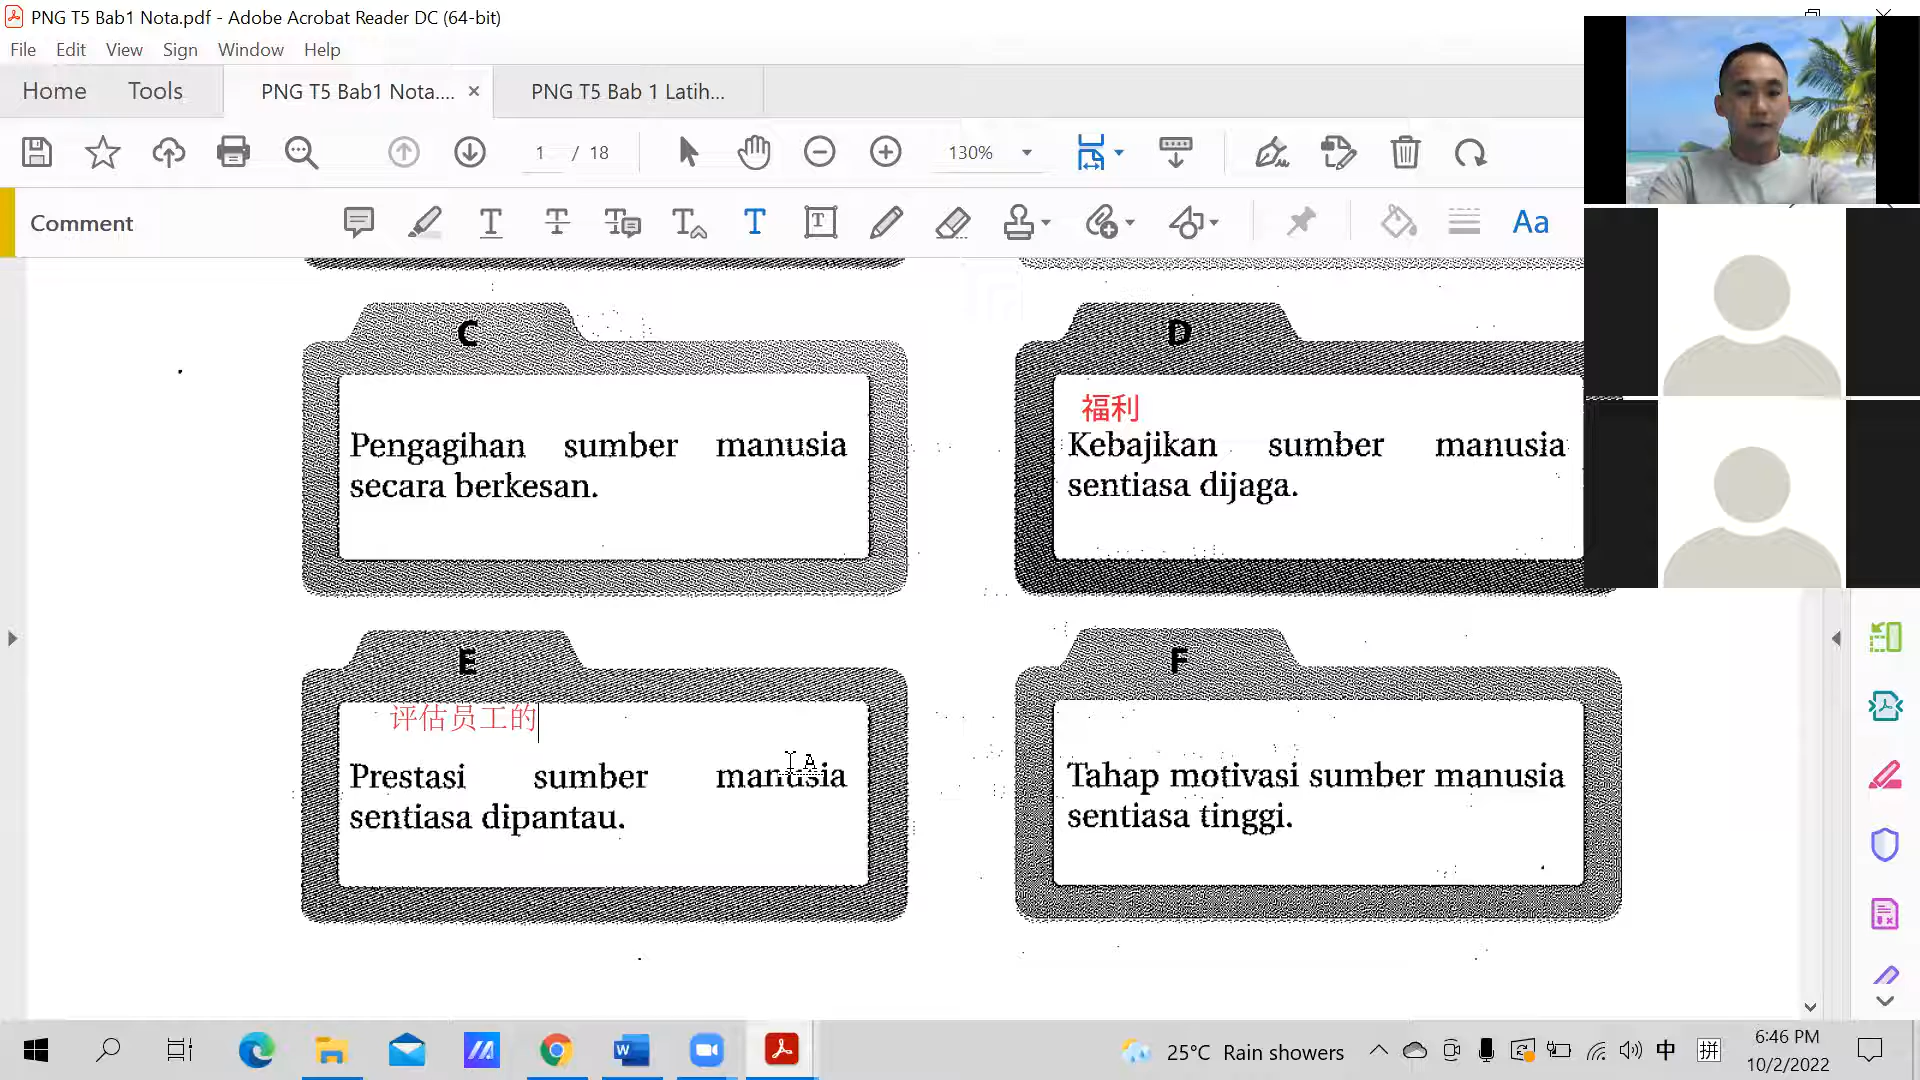 PNG T5 Bab1 Nota.pdf - Adobe Acrobat Reader DC (64-bit)
File Edit View Sign Window Help
Home Tools PNG T5 Bab1 Nota.... × PNG T5 Bab 1 Latih...
1 / 18 130%
Comment
Aa
C
Pengagihan sumber manusia
secara berkesan.
D
福利
Kebajikan sumber manusia
sentiasa dijaga.
E
评估员工的
Prestasi sumber manusia
sentiasa dipantau.
F
Tahap motivasi sumber manusia
sentiasa tinggi.
25°C Rain showers 中 拼 6:46 PM
10/2/2022